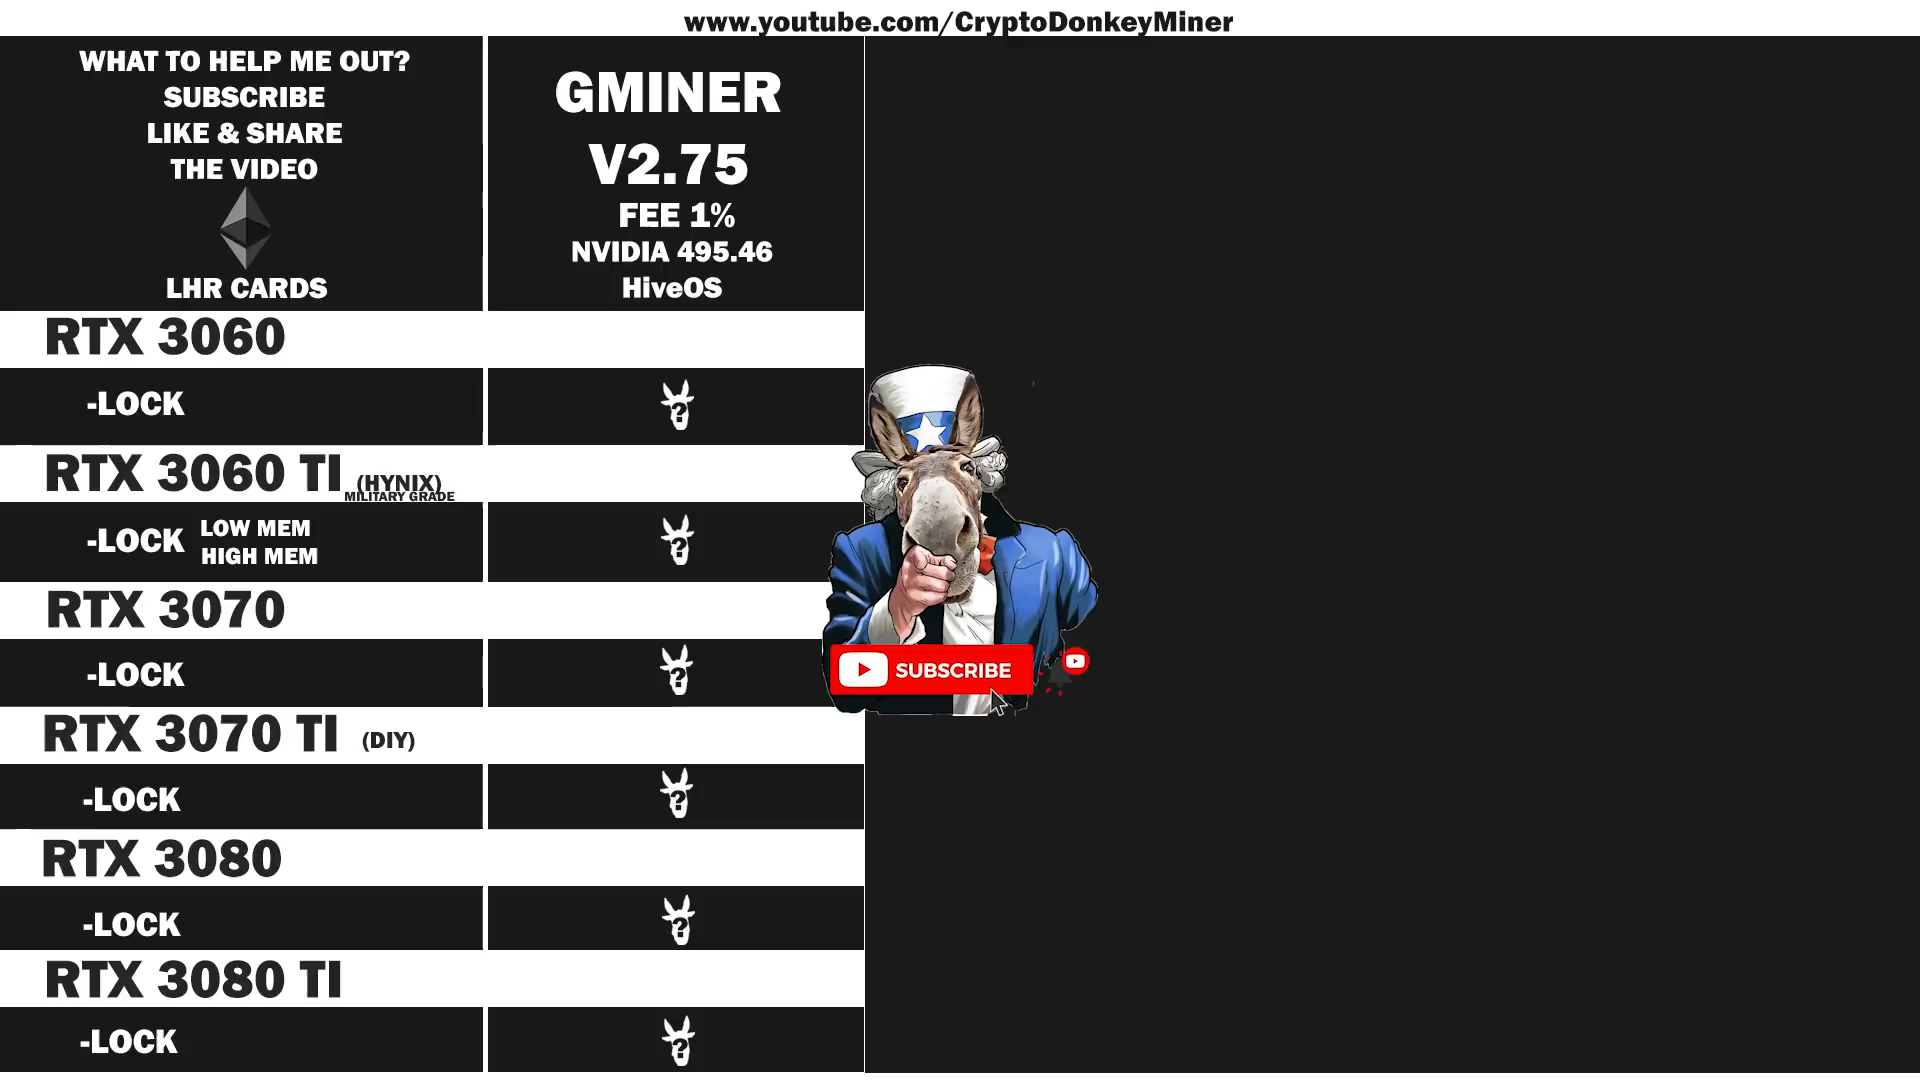 www.youtube.com/CryptoDonkeyMiner
WHAT TO HELP ME OUT?
SUBSCRIBE
LIKE & SHARE
THE VIDEO
LHR CARDS
GMINER
V2.75
FEE 1%
NVIDIA 495.46
HiveOS
RTX 3060
-LOCK
?
RTX 3060 TI (HYNIX)
MILITARY GRADE
-LOCK LOW MEM
HIGH MEM
?
RTX 3070
-LOCK
?
SUBSCRIBE
RTX 3070 TI (DIY)
-LOCK
?
RTX 3080
-LOCK
?
RTX 3080 TI
-LOCK
?